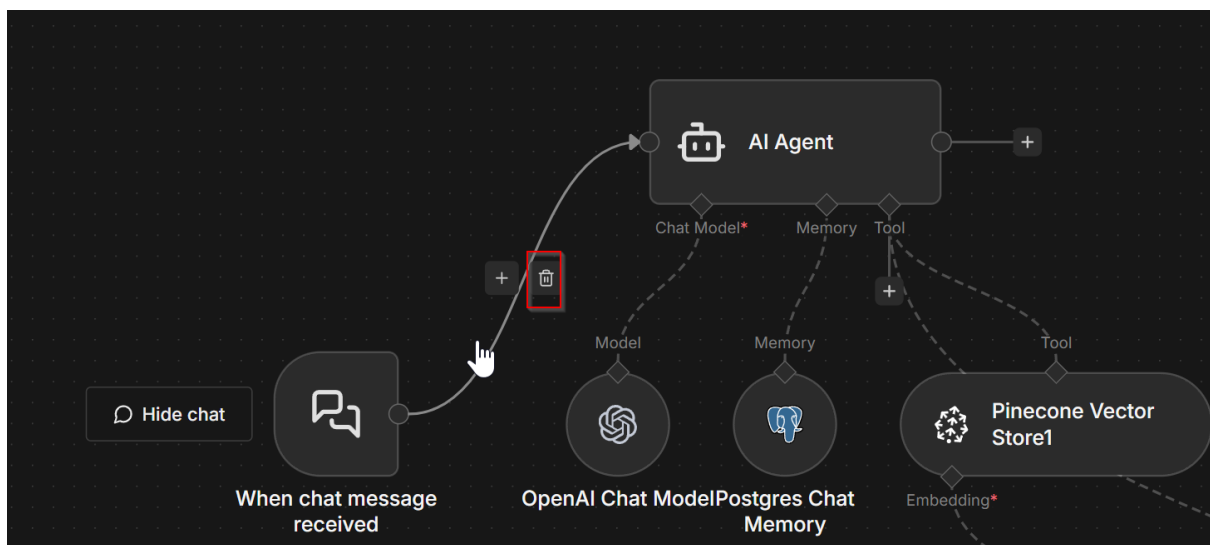 AI Agent
Chat Model*
Memory
Tool
Model
Memory
Tool
Hide chat
Pinecone Vector
Store1
When chat message
received
OpenAI Chat Model
Postgres Chat
Memory
Embedding*